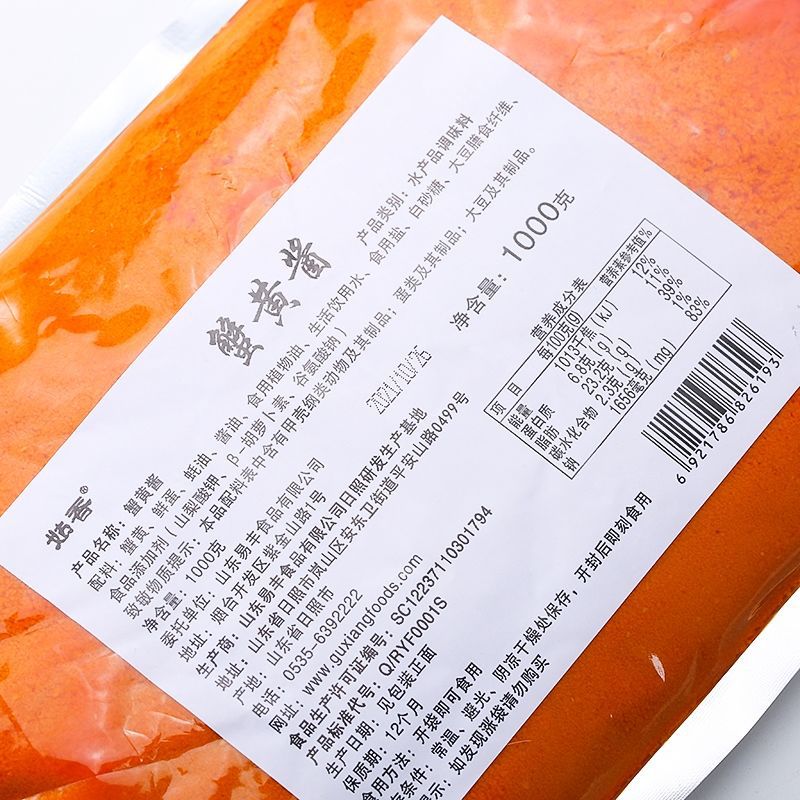 姑香®
蟹黄酱
产品名称：蟹黄酱
产品类别：水产品调味料
配料：蟹黄、鲜蛋、蚝油、酱油、食用植物油、生活饮用水、食用盐、白砂糖、大豆膳食纤维、
食品添加剂（山梨酸钾、β-胡萝卜素、谷氨酸钠）
致敏物质提示：本品配料表中含有甲壳纲类动物及其制品；蛋类及其制品；大豆及其制品。
净含量：1000克
2021/10/26
净含量：1000克
委托单位：山东易丰食品有限公司
地址：烟台开发区紫金山路1号
生产商：山东易丰食品有限公司日照研发生产基地
地址：山东省日照市岚山区安东卫街道平安山路0499号
产地：山东省日照市
电话：0535-6392222
网址：www.guxiangfoods.com
食品生产许可证编号：SC12237110301794
产品标准代号：Q/RYF0001S
生产日期：见包装正面
保质期：12个月
食用方法：开袋即可食用
存条件：常温、避光、阴凉干燥处保存，开封后即刻食用
提示：如发现涨袋请勿购买
营养成分表
项目 每100克(g) 营养素参考值%
能量 1013千焦(kJ) 12%
蛋白质 6.8克(g) 11%
脂肪 23.2克(g) 39%
碳水化合物 2.3克(g) 1%
钠 1656毫克(mg) 83%
6 921786 826193